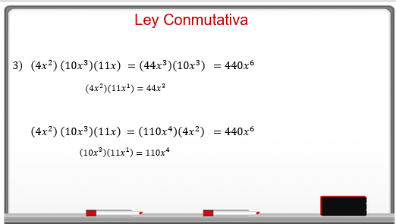 Ley Conmutativa
3) (4x²) (10x³)(11x) = (44x³)(10x³) = 440x⁶
(4x²)(11x¹) = 44x³
(4x²) (10x³)(11x) = (110x⁴)(4x²) = 440x⁶
(10x³)(11x¹) = 110x⁴